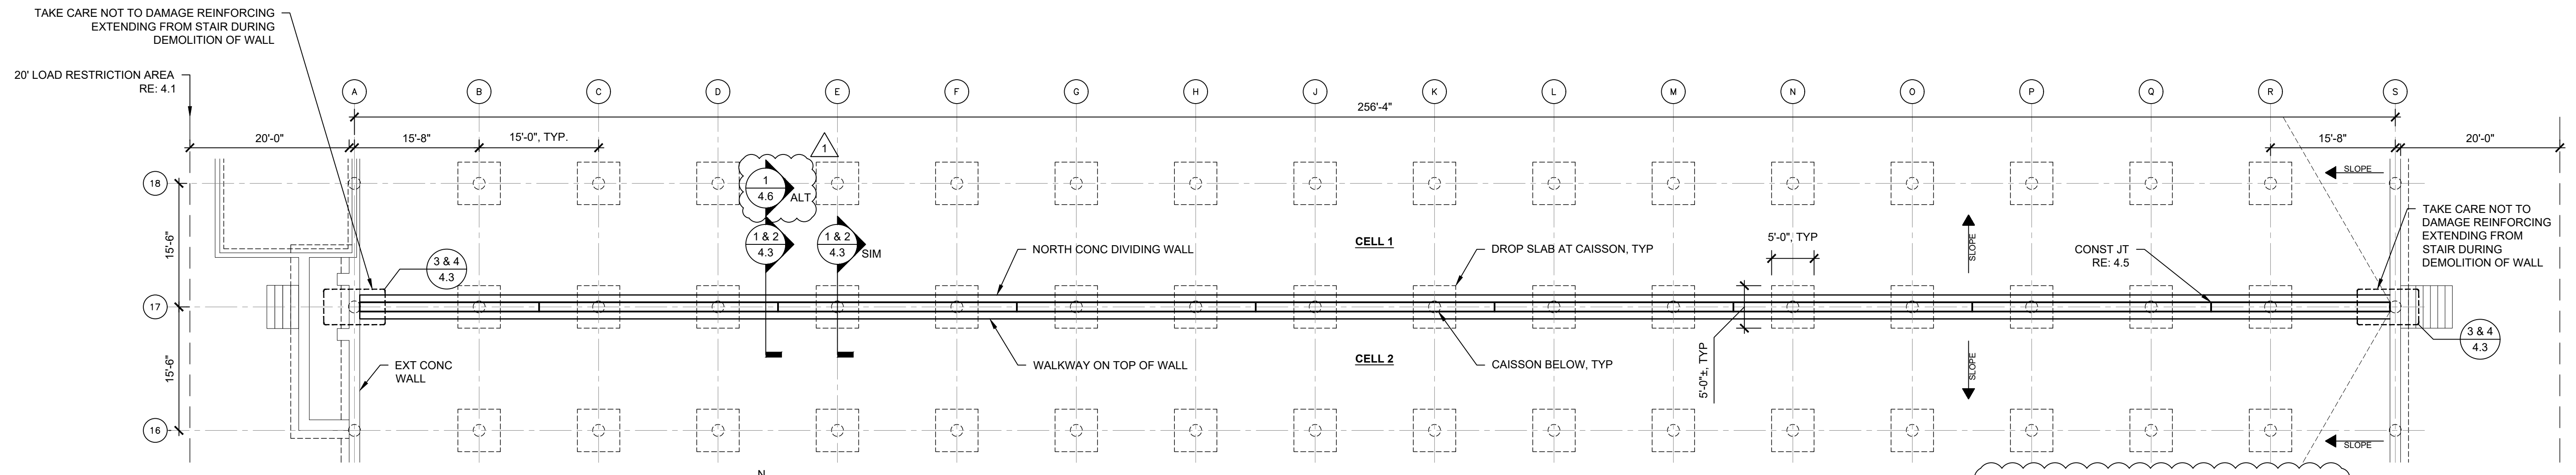 TAKE CARE NOT TO DAMAGE REINFORCING
EXTENDING FROM STAIR DURING
DEMOLITION OF WALL
20' LOAD RESTRICTION AREA
RE: 4.1
A
B
C
D
E
F
G
H
J
K
L
M
N
O
P
Q
R
S
256'-4"
20'-0"
15'-8"
15'-0", TYP.
1
15'-8"
20'-0"
18
1
4.6
ALT.
SLOPE
15'-6"
1 & 2
4.3
1 & 2
4.3
SIM
NORTH CONC DIVIDING WALL
CELL 1
DROP SLAB AT CAISSON, TYP
5'-0", TYP
SLOPE
CONST JT
RE: 4.5
TAKE CARE NOT TO
DAMAGE REINFORCING
EXTENDING FROM
STAIR DURING
DEMOLITION OF WALL
3 & 4
4.3
17
15'-6"
EXT CONC
WALL
WALKWAY ON TOP OF WALL
CELL 2
CAISSON BELOW, TYP
5'-0"±, TYP
SLOPE
3 & 4
4.3
16
SLOPE
N